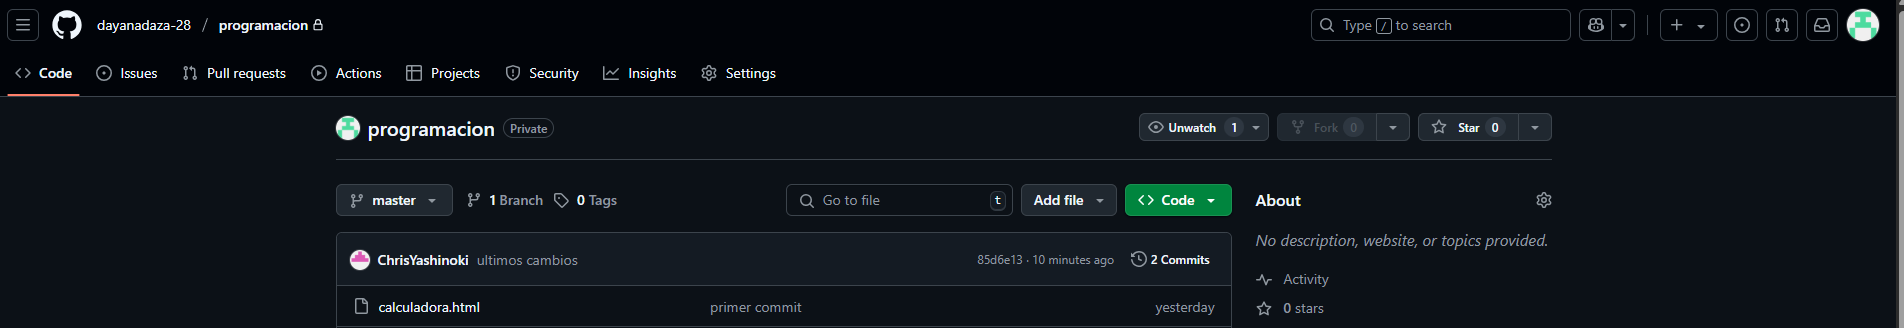 dayanadaza-28 / programacion
Type / to search
Code Issues Pull requests Actions Projects Security Insights Settings
programacion Private
Unwatch 1 Fork 0 Star 0
master 1 Branch 0 Tags Go to file t Add file Code
About
No description, website, or topics provided.
ChrisYashinoki ultimos cambios 85d6e13 · 10 minutes ago 2 Commits
Activity
calculadora.html primer commit yesterday
0 stars